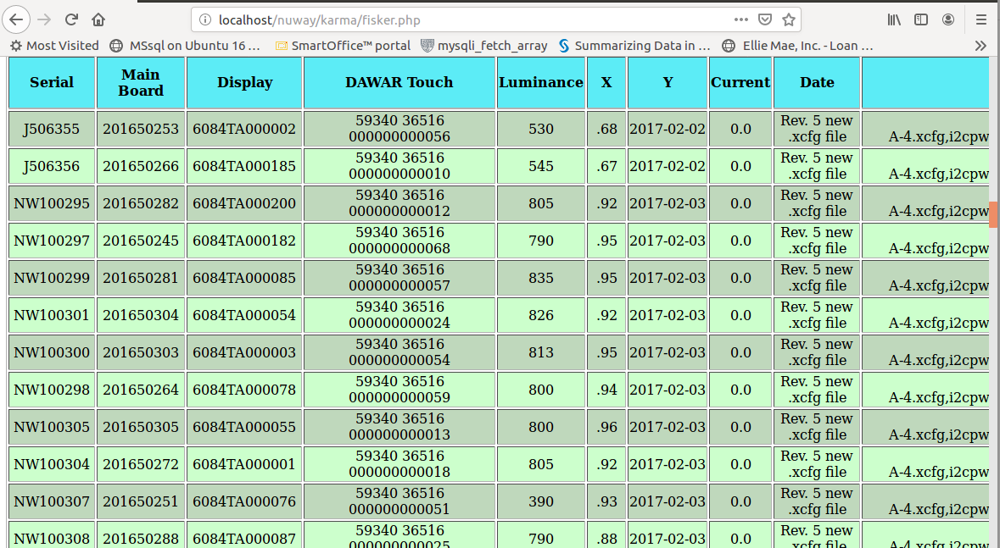 localhost/nuway/karma/fisker.php
Most Visited MSsql on Ubuntu 16 … SmartOffice™ portal mysqli_fetch_array Summarizing Data in … Ellie Mae, Inc. - Loan …
Serial Main Board Display DAWAR Touch Luminance X Y Current Date
J506355 201650253 6084TA000002 59340 36516 000000000056 530 .68 2017-02-02 0.0 Rev. 5 new .xcfg file A-4.xcfg,i2cpw
J506356 201650266 6084TA000185 59340 36516 000000000010 545 .67 2017-02-02 0.0 Rev. 5 new .xcfg file A-4.xcfg,i2cpw
NW100295 201650282 6084TA000200 59340 36516 000000000012 805 .92 2017-02-03 0.0 Rev. 5 new .xcfg file A-4.xcfg,i2cpw
NW100297 201650245 6084TA000182 59340 36516 000000000068 790 .95 2017-02-03 0.0 Rev. 5 new .xcfg file A-4.xcfg,i2cpw
NW100299 201650281 6084TA000085 59340 36516 000000000057 835 .95 2017-02-03 0.0 Rev. 5 new .xcfg file A-4.xcfg,i2cpw
NW100301 201650304 6084TA000054 59340 36516 000000000024 826 .92 2017-02-03 0.0 Rev. 5 new .xcfg file A-4.xcfg,i2cpw
NW100300 201650303 6084TA000003 59340 36516 000000000054 813 .95 2017-02-03 0.0 Rev. 5 new .xcfg file A-4.xcfg,i2cpw
NW100298 201650264 6084TA000078 59340 36516 000000000059 800 .94 2017-02-03 0.0 Rev. 5 new .xcfg file A-4.xcfg,i2cpw
NW100305 201650305 6084TA000055 59340 36516 000000000013 800 .96 2017-02-03 0.0 Rev. 5 new .xcfg file A-4.xcfg,i2cpw
NW100304 201650272 6084TA000001 59340 36516 000000000018 805 .92 2017-02-03 0.0 Rev. 5 new .xcfg file A-4.xcfg,i2cpw
NW100307 201650251 6084TA000076 59340 36516 000000000051 390 .93 2017-02-03 0.0 Rev. 5 new .xcfg file A-4.xcfg,i2cpw
NW100308 201650288 6084TA000087 59340 36516 000000000025 790 .88 2017-02-03 0.0 Rev. 5 new .xcfg file A-4.xcfg,i2cpw